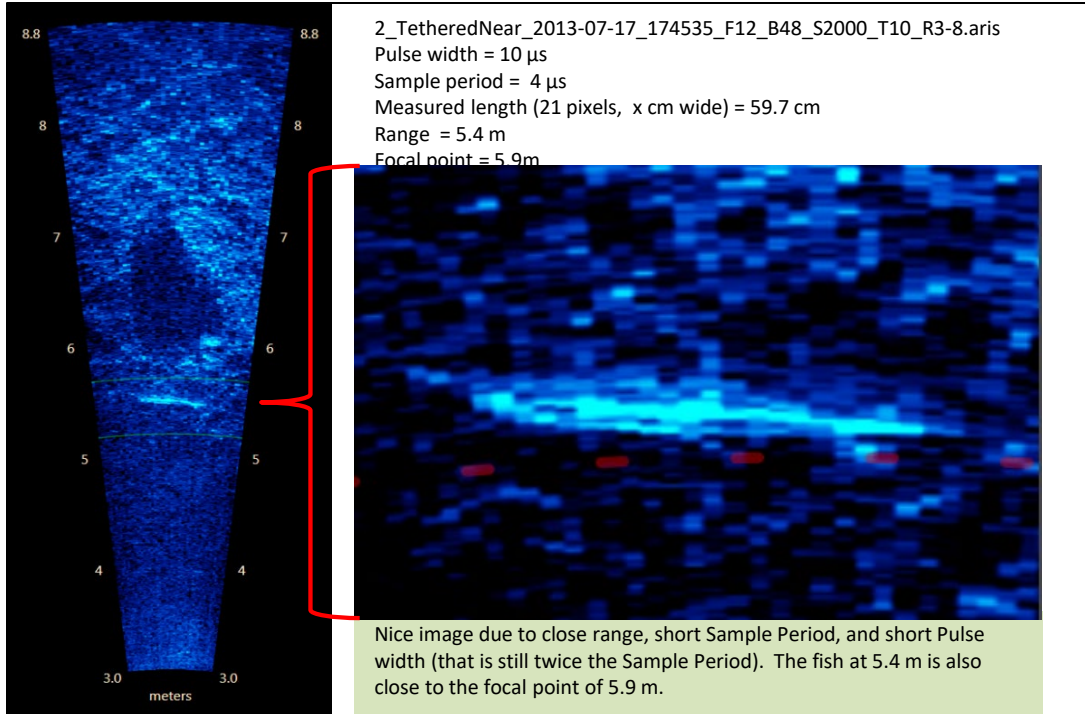 8.8 8.8
8 8
7 7
6 6
5 5
4 4
3.0 3.0
meters
2_TetheredNear_2013-07-17_174535_F12_B48_S2000_T10_R3-8.aris
Pulse width = 10 µs
Sample period = 4 µs
Measured length (21 pixels, x cm wide) = 59.7 cm
Range = 5.4 m
Focal point = 5.9m
Nice image due to close range, short Sample Period, and short Pulse
width (that is still twice the Sample Period). The fish at 5.4 m is also
close to the focal point of 5.9 m.